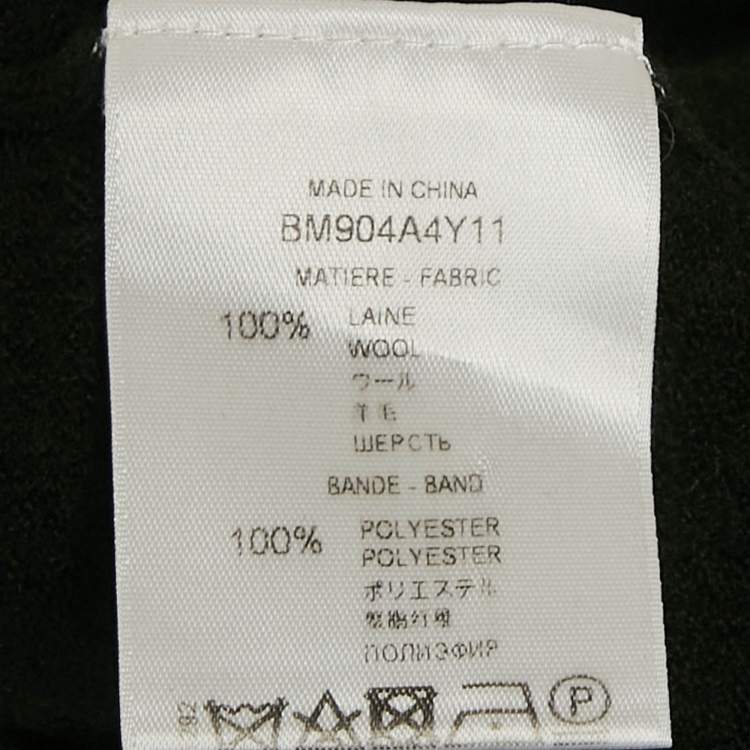 MADE IN CHINA
BM904A4Y11
MATIERE - FABRIC
100% LAINE
WOOL
ウール
羊毛
ШЕРСТЬ
BANDE - BAND
100% POLYESTER
POLYESTER
ポリエステル
聚酯纤维
ПОЛИЭФИР
P